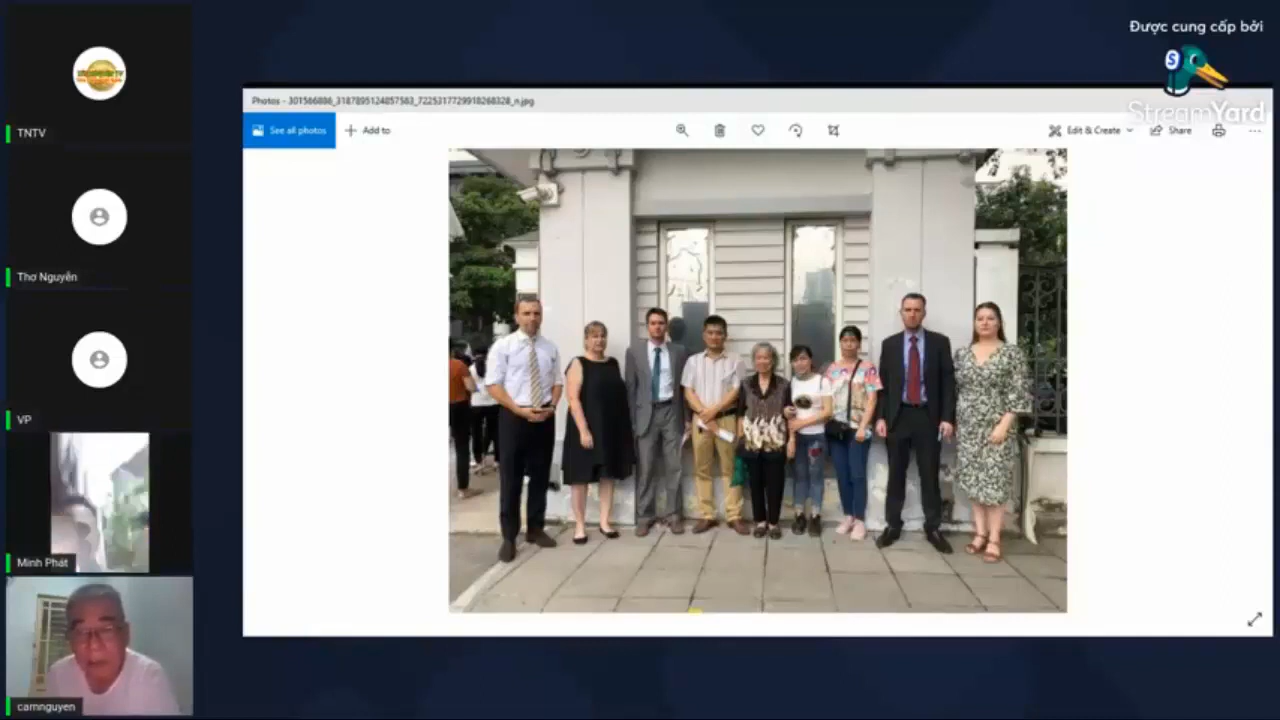 Được cung cấp bởi
S
StreamYard
TNTV
Photos - 301566886_3187895124857583_7225317729918268328_n.jpg
See all photos
Add to
Edit & Create
Share
Thơ Nguyễn
VP
Minh Phát
camnguyen